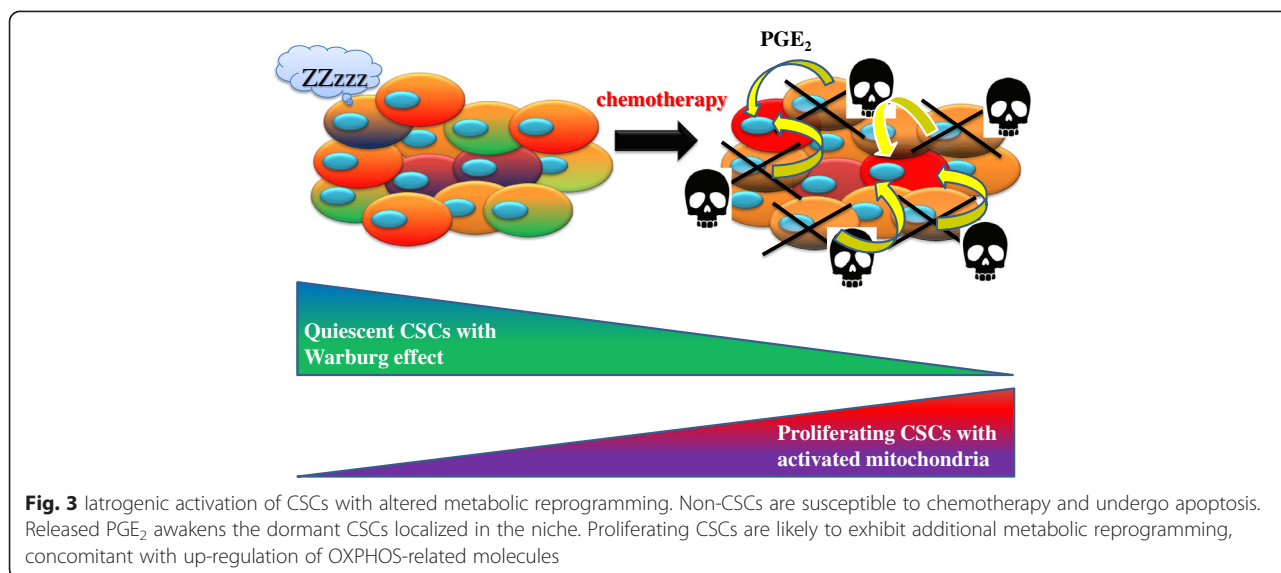 PGE₂
ZZzzz
chemotherapy
Quiescent CSCs with
Warburg effect
Proliferating CSCs with
activated mitochondria
Fig. 3 Iatrogenic activation of CSCs with altered metabolic reprogramming. Non-CSCs are susceptible to chemotherapy and undergo apoptosis.
Released PGE₂ awakens the dormant CSCs localized in the niche. Proliferating CSCs are likely to exhibit additional metabolic reprogramming,
concomitant with up-regulation of OXPHOS-related molecules